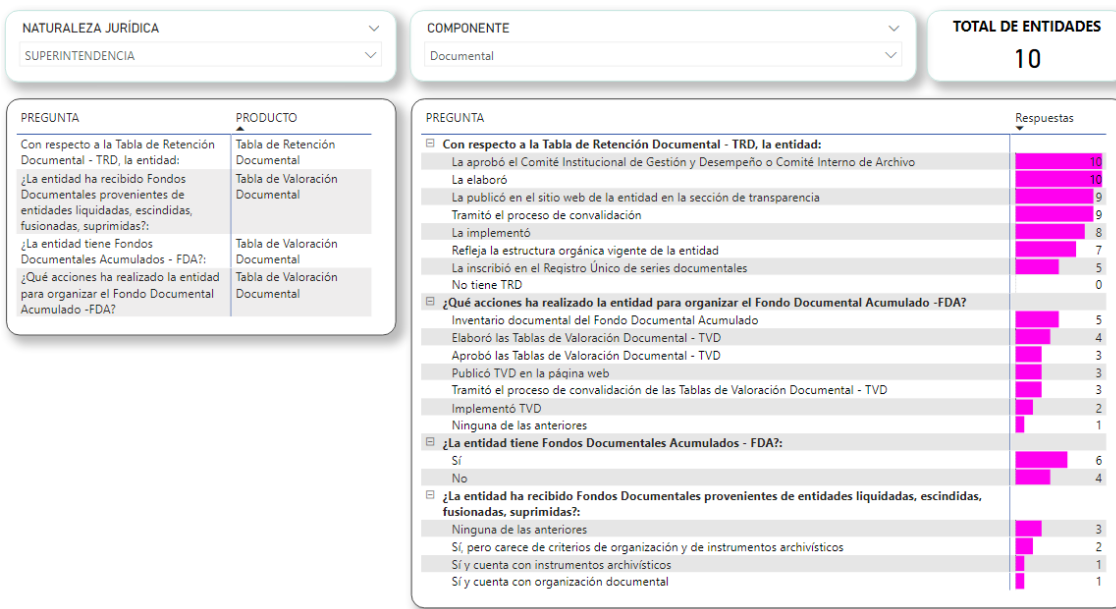 NATURALEZA JURÍDICA
SUPERINTENDENCIA
COMPONENTE
Documental
TOTAL DE ENTIDADES
10
PREGUNTA PRODUCTO
Con respecto a la Tabla de Retención Tabla de Retención
Documental - TRD, la entidad: Documental
¿La entidad ha recibido Fondos Tabla de Valoración
Documentales provenientes de Documental
entidades liquidadas, escindidas,
fusionadas, suprimidas?:
¿La entidad tiene Fondos Tabla de Valoración
Documentales Acumulados - FDA?: Documental
¿Qué acciones ha realizado la entidad Tabla de Valoración
para organizar el Fondo Documental Documental
Acumulado -FDA?
PREGUNTA Respuestas
Con respecto a la Tabla de Retención Documental - TRD, la entidad:
La aprobó el Comité Institucional de Gestión y Desempeño o Comité Interno de Archivo 10
La elaboró 10
La publicó en el sitio web de la entidad en la sección de transparencia 9
Tramitó el proceso de convalidación 9
La implementó 8
Refleja la estructura orgánica vigente de la entidad 7
La inscribió en el Registro Único de series documentales 5
No tiene TRD 0
¿Qué acciones ha realizado la entidad para organizar el Fondo Documental Acumulado -FDA?
Inventario documental del Fondo Documental Acumulado 5
Elaboró las Tablas de Valoración Documental - TVD 4
Aprobó las Tablas de Valoración Documental - TVD 3
Publicó TVD en la página web 3
Tramitó el proceso de convalidación de las Tablas de Valoración Documental - TVD 3
Implementó TVD 2
Ninguna de las anteriores 1
¿La entidad tiene Fondos Documentales Acumulados - FDA?:
Sí 6
No 4
¿La entidad ha recibido Fondos Documentales provenientes de entidades liquidadas, escindidas,
fusionadas, suprimidas?:
Ninguna de las anteriores 3
Sí, pero carece de criterios de organización y de instrumentos archivísticos 2
Sí y cuenta con instrumentos archivísticos 1
Sí y cuenta con organización documental 1